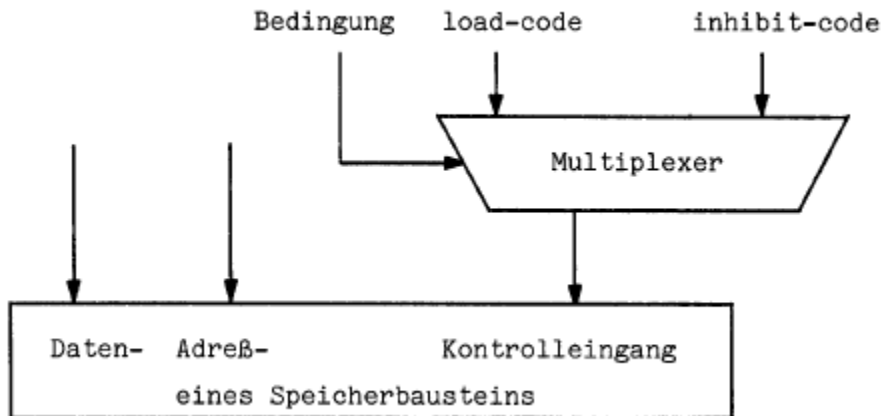 Bedingung load-code inhibit-code
Multiplexer
Daten- Adreß- Kontrolleingang
eines Speicherbausteins